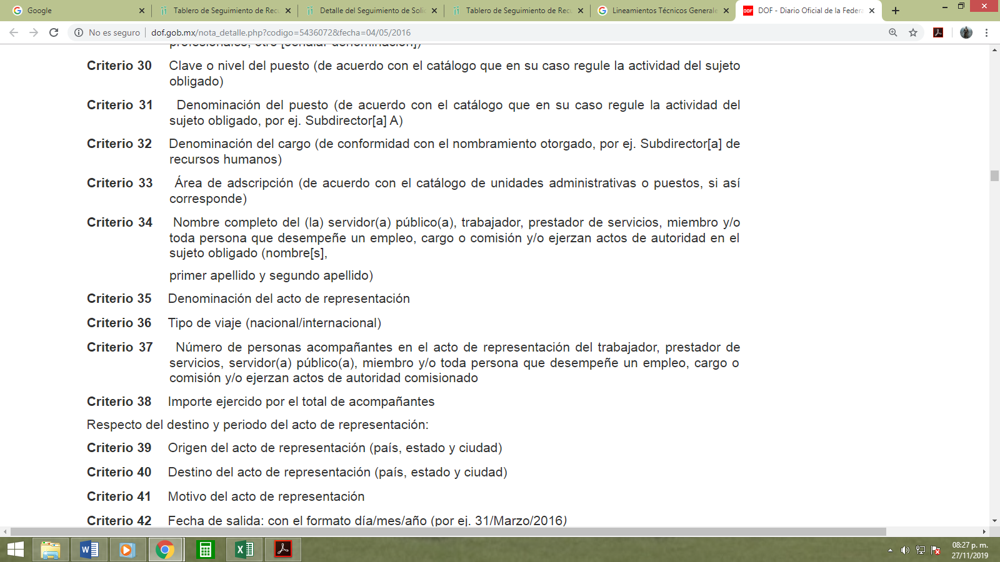 Google
Tablero de Seguimiento de Recu
Detalle del Seguimiento de Solic
Tablero de Seguimiento de Recu
Lineamientos Técnicos Generale
DOF - Diario Oficial de la Federa
No es seguro
dof.gob.mx/nota_detalle.php?codigo=5436072&fecha=04/05/2016
profesionales, otro [señalar denominación])
Criterio 30 Clave o nivel del puesto (de acuerdo con el catálogo que en su caso regule la actividad del sujeto
obligado)
Criterio 31 Denominación del puesto (de acuerdo con el catálogo que en su caso regule la actividad del
sujeto obligado, por ej. Subdirector[a] A)
Criterio 32 Denominación del cargo (de conformidad con el nombramiento otorgado, por ej. Subdirector[a] de
recursos humanos)
Criterio 33 Área de adscripción (de acuerdo con el catálogo de unidades administrativas o puestos, si así
corresponde)
Criterio 34 Nombre completo del (la) servidor(a) público(a), trabajador, prestador de servicios, miembro y/o
toda persona que desempeñe un empleo, cargo o comisión y/o ejerzan actos de autoridad en el
sujeto obligado (nombre[s],
primer apellido y segundo apellido)
Criterio 35 Denominación del acto de representación
Criterio 36 Tipo de viaje (nacional/internacional)
Criterio 37 Número de personas acompañantes en el acto de representación del trabajador, prestador de
servicios, servidor(a) público(a), miembro y/o toda persona que desempeñe un empleo, cargo o
comisión y/o ejerzan actos de autoridad comisionado
Criterio 38 Importe ejercido por el total de acompañantes
Respecto del destino y periodo del acto de representación:
Criterio 39 Origen del acto de representación (país, estado y ciudad)
Criterio 40 Destino del acto de representación (país, estado y ciudad)
Criterio 41 Motivo del acto de representación
Criterio 42 Fecha de salida: con el formato día/mes/año (por ej. 31/Marzo/2016)
08:27 p. m.
27/11/2019